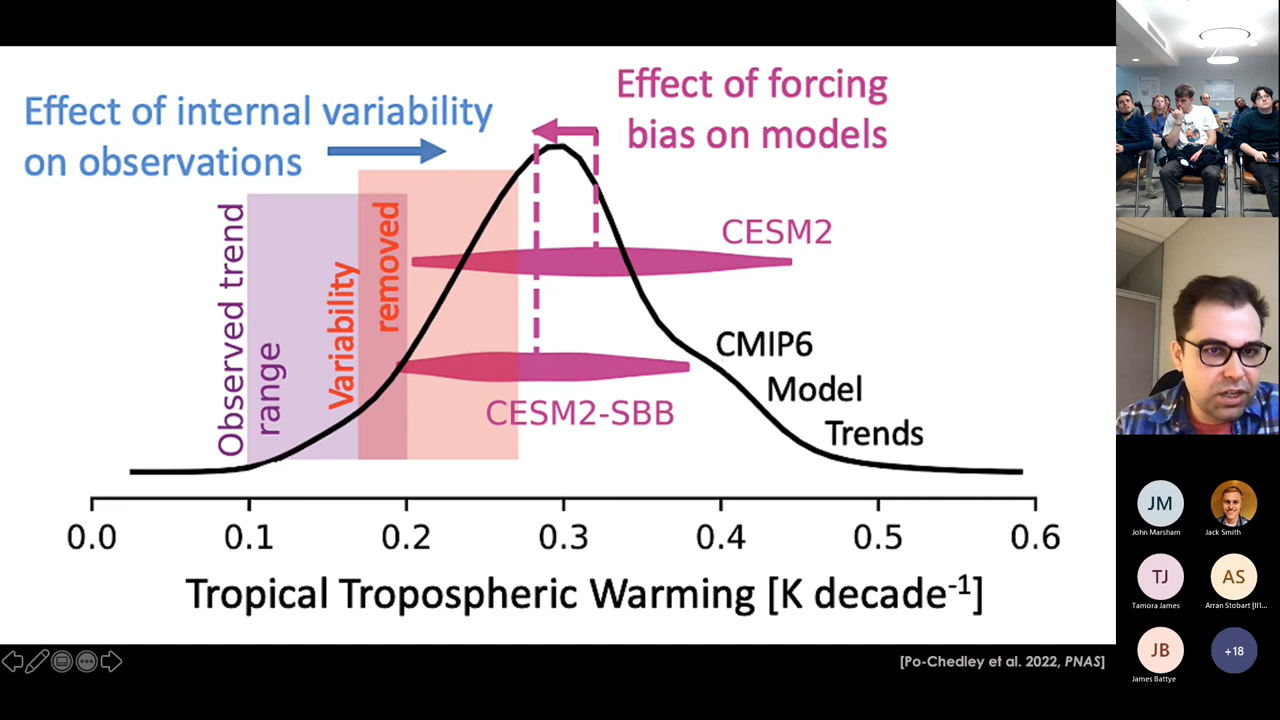 Effect of internal variability
on observations
Effect of forcing
bias on models
Observed trend
range
Variability
removed
CESM2
CESM2-SBB
CMIP6
Model
Trends
0.0 0.1 0.2 0.3 0.4 0.5 0.6
Tropical Tropospheric Warming [K decade-1]
[Po-Chedley et al. 2022, PNAS]
JM
John Marsham
Jack Smith
TJ
Tamora James
AS
Arran Stobart [II1...
JB
James Battye
+18